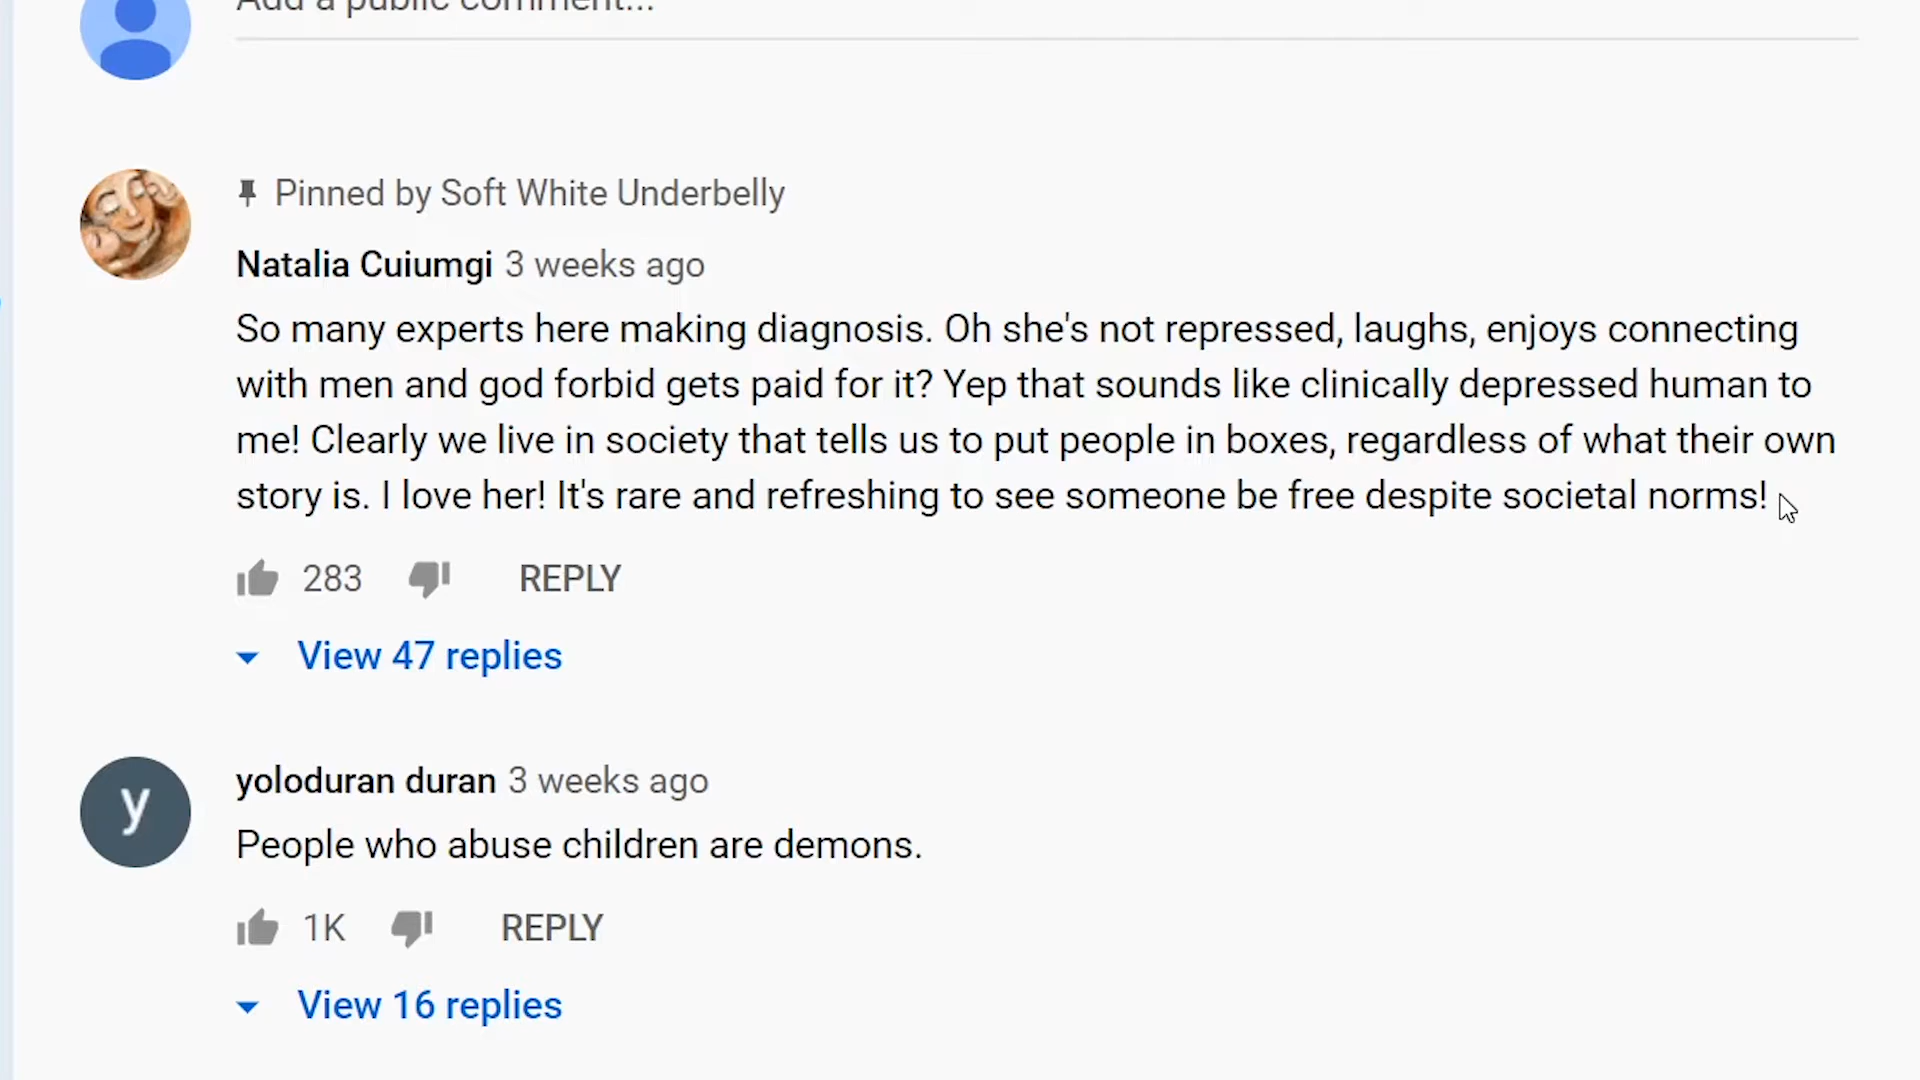 Add a public comment...
Pinned by Soft White Underbelly
Natalia Cuiumgi 3 weeks ago
So many experts here making diagnosis. Oh she's not repressed, laughs, enjoys connecting
with men and god forbid gets paid for it? Yep that sounds like clinically depressed human to
me! Clearly we live in society that tells us to put people in boxes, regardless of what their own
story is. I love her! It's rare and refreshing to see someone be free despite societal norms!
283 REPLY
View 47 replies
y
yoloduran duran 3 weeks ago
People who abuse children are demons.
1K REPLY
View 16 replies